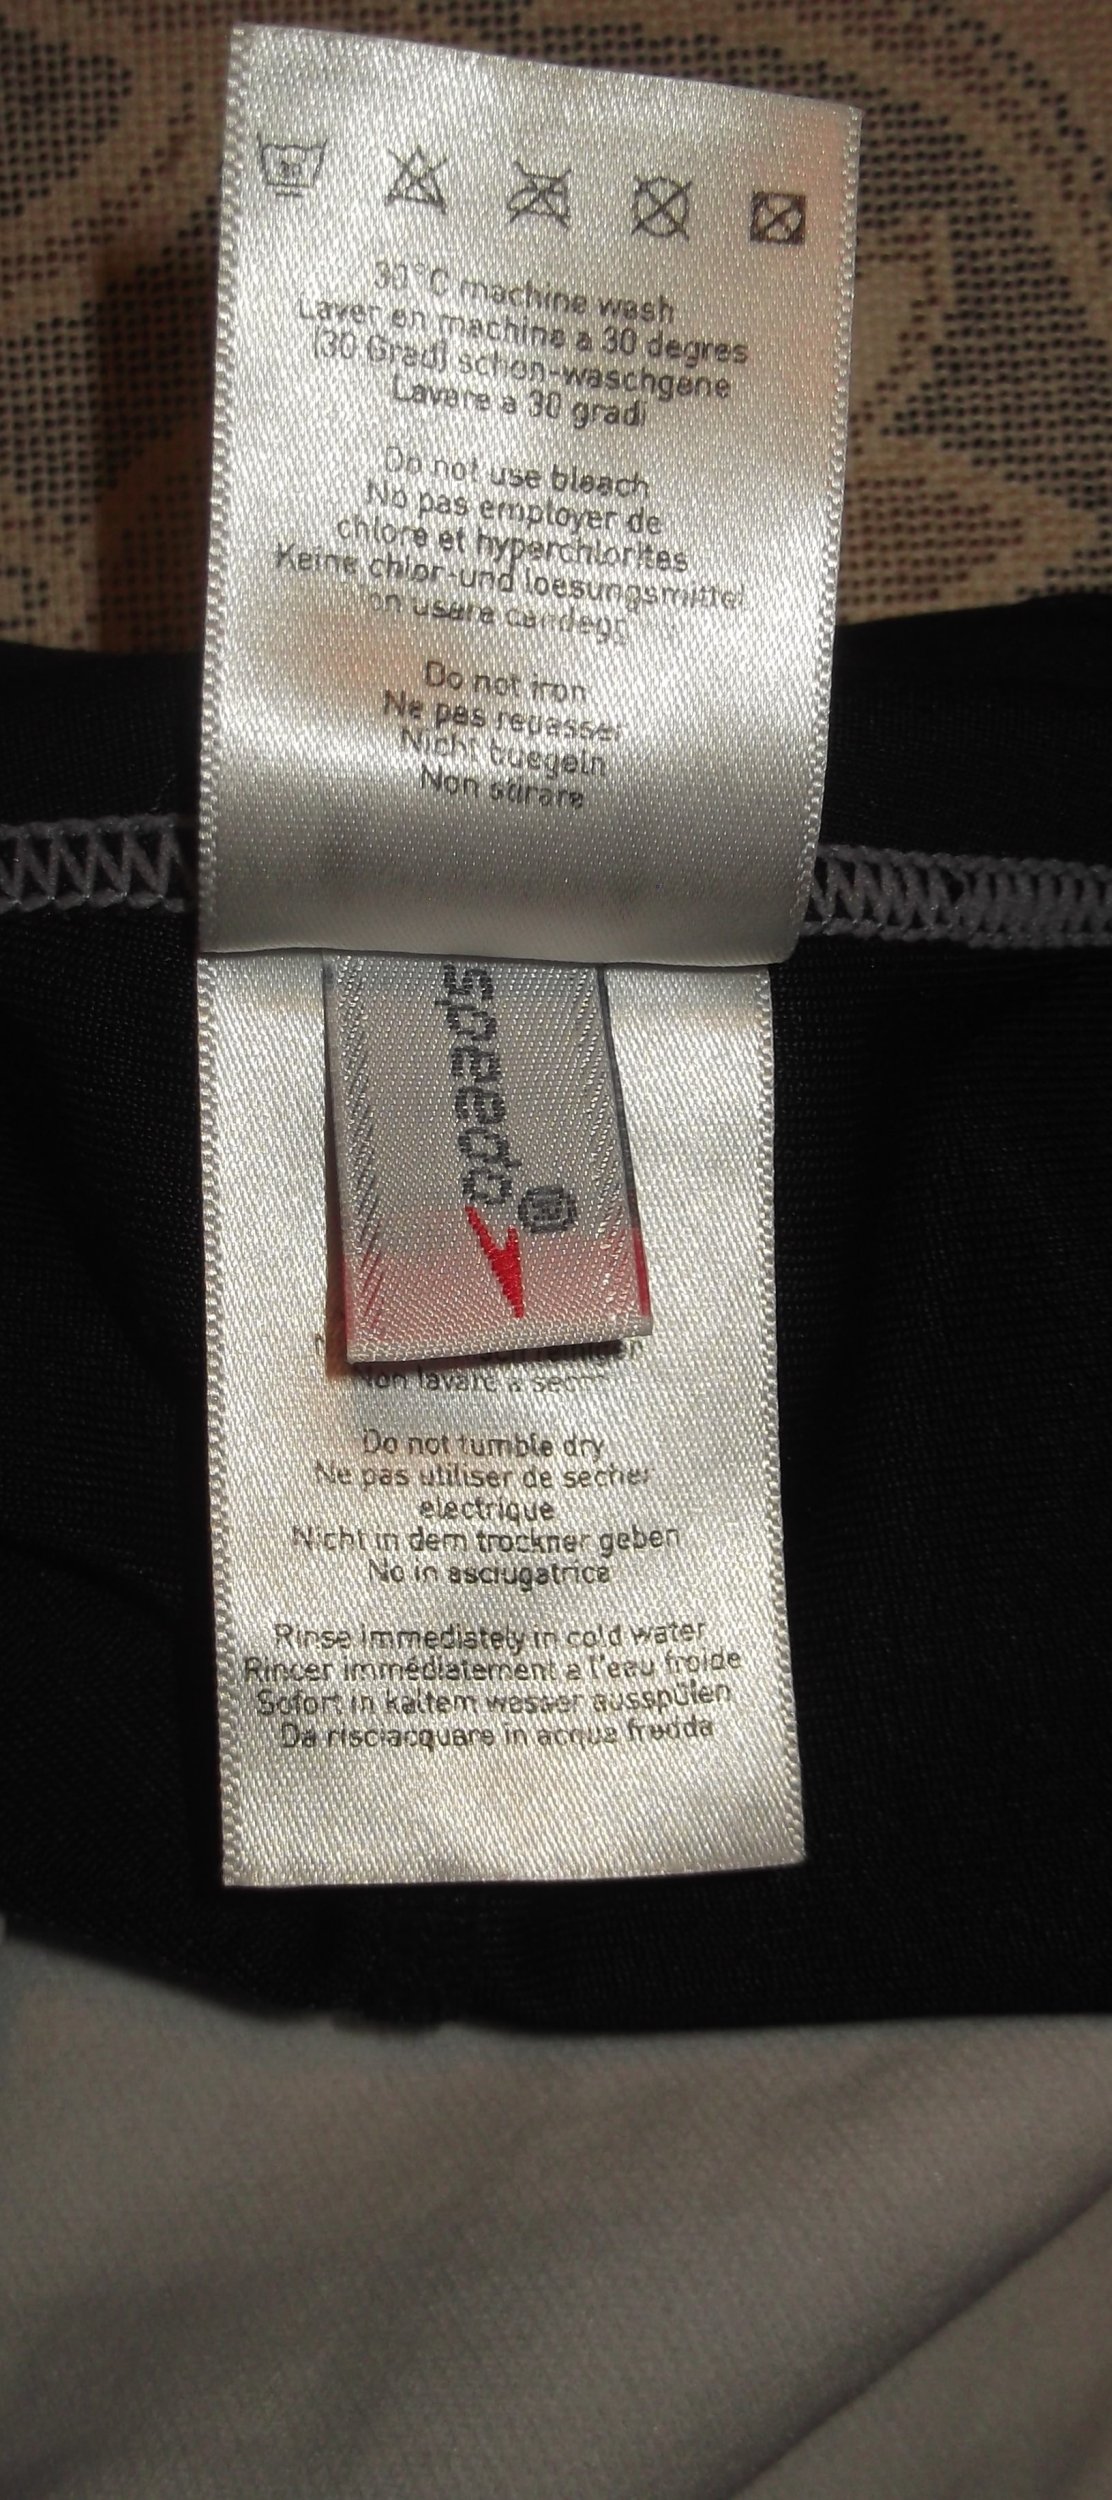 30°C machine wash
Laver en machine a 30 degres
(30 Grad) schon-waschgene
Lavare a 30 gradi
Do not use bleach
No pas employer de
chlore et hyperchlorites
Keine chlor-und loesungsmittel
on usare candegg
Do not iron
Ne pas repasser
Nicht buegeln
Non stirare
speedo®
reinigen
Non lavare a secco
Do not tumble dry
Ne pas utiliser de secher
electrique
Nicht in dem trockner geben
No in asciugatrice
Rinse immediately in cold water
Rincer immédiatement a l'eau froide
Sofort in kaltem wasser ausspülen
Da risciacquare in acqua fredda